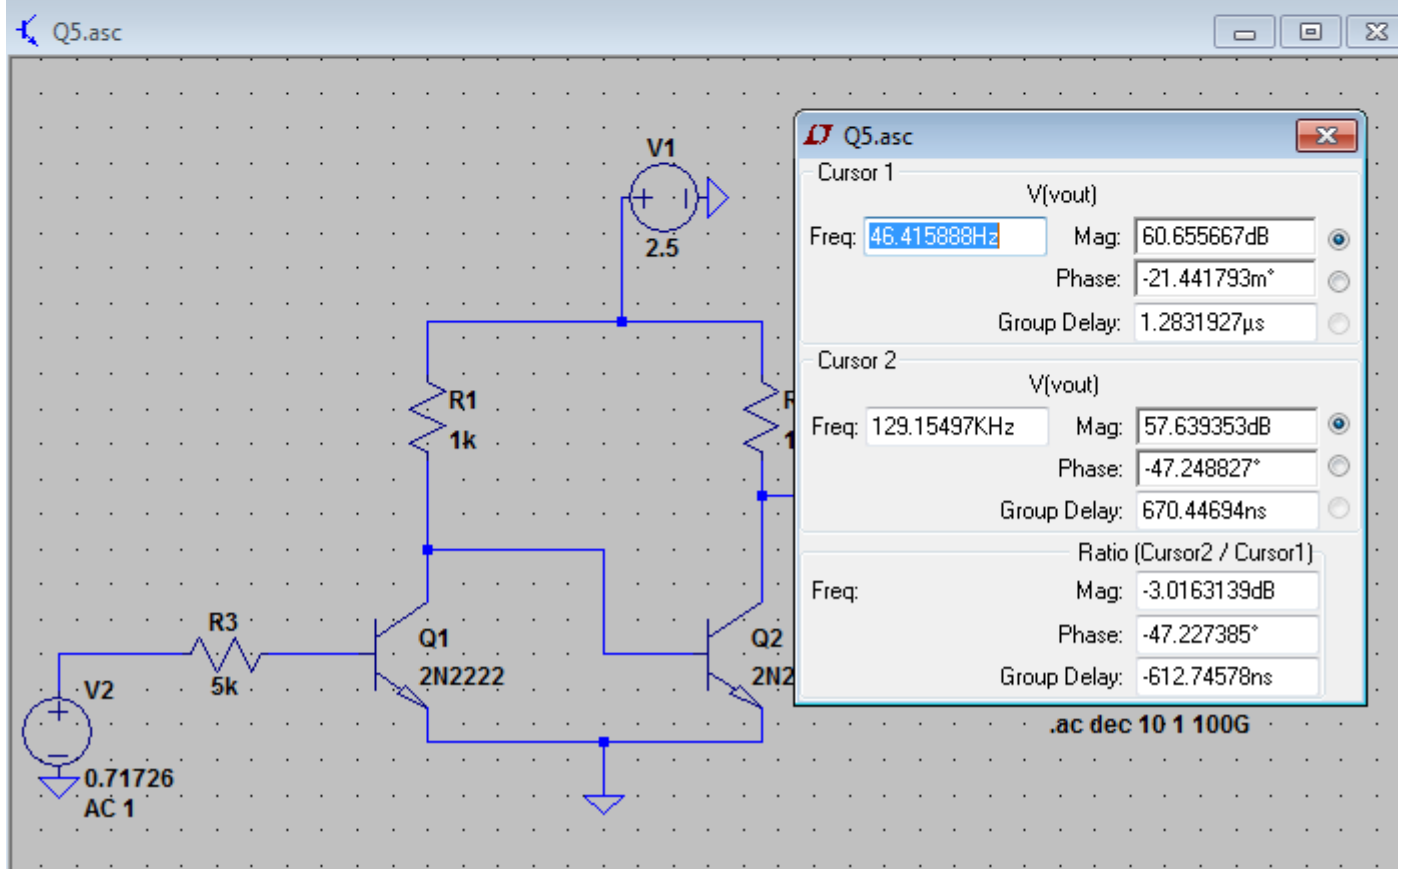 Q5.asc
V1
2.5
R1
1k
R3
5k
Q1
2N2222
Q2
V2
0.71726
AC 1
.ac dec 10 1 100G
Q5.asc
Cursor 1
V(vout)
Freq: 46.415888Hz Mag: 60.655667dB
Phase: -21.441793m°
Group Delay: 1.2831927µs
Cursor 2
V(vout)
Freq: 129.15497KHz Mag: 57.639353dB
Phase: -47.248827°
Group Delay: 670.44694ns
Ratio (Cursor2 / Cursor1)
Freq: Mag: -3.0163139dB
Phase: -47.227385°
Group Delay: -612.74578ns